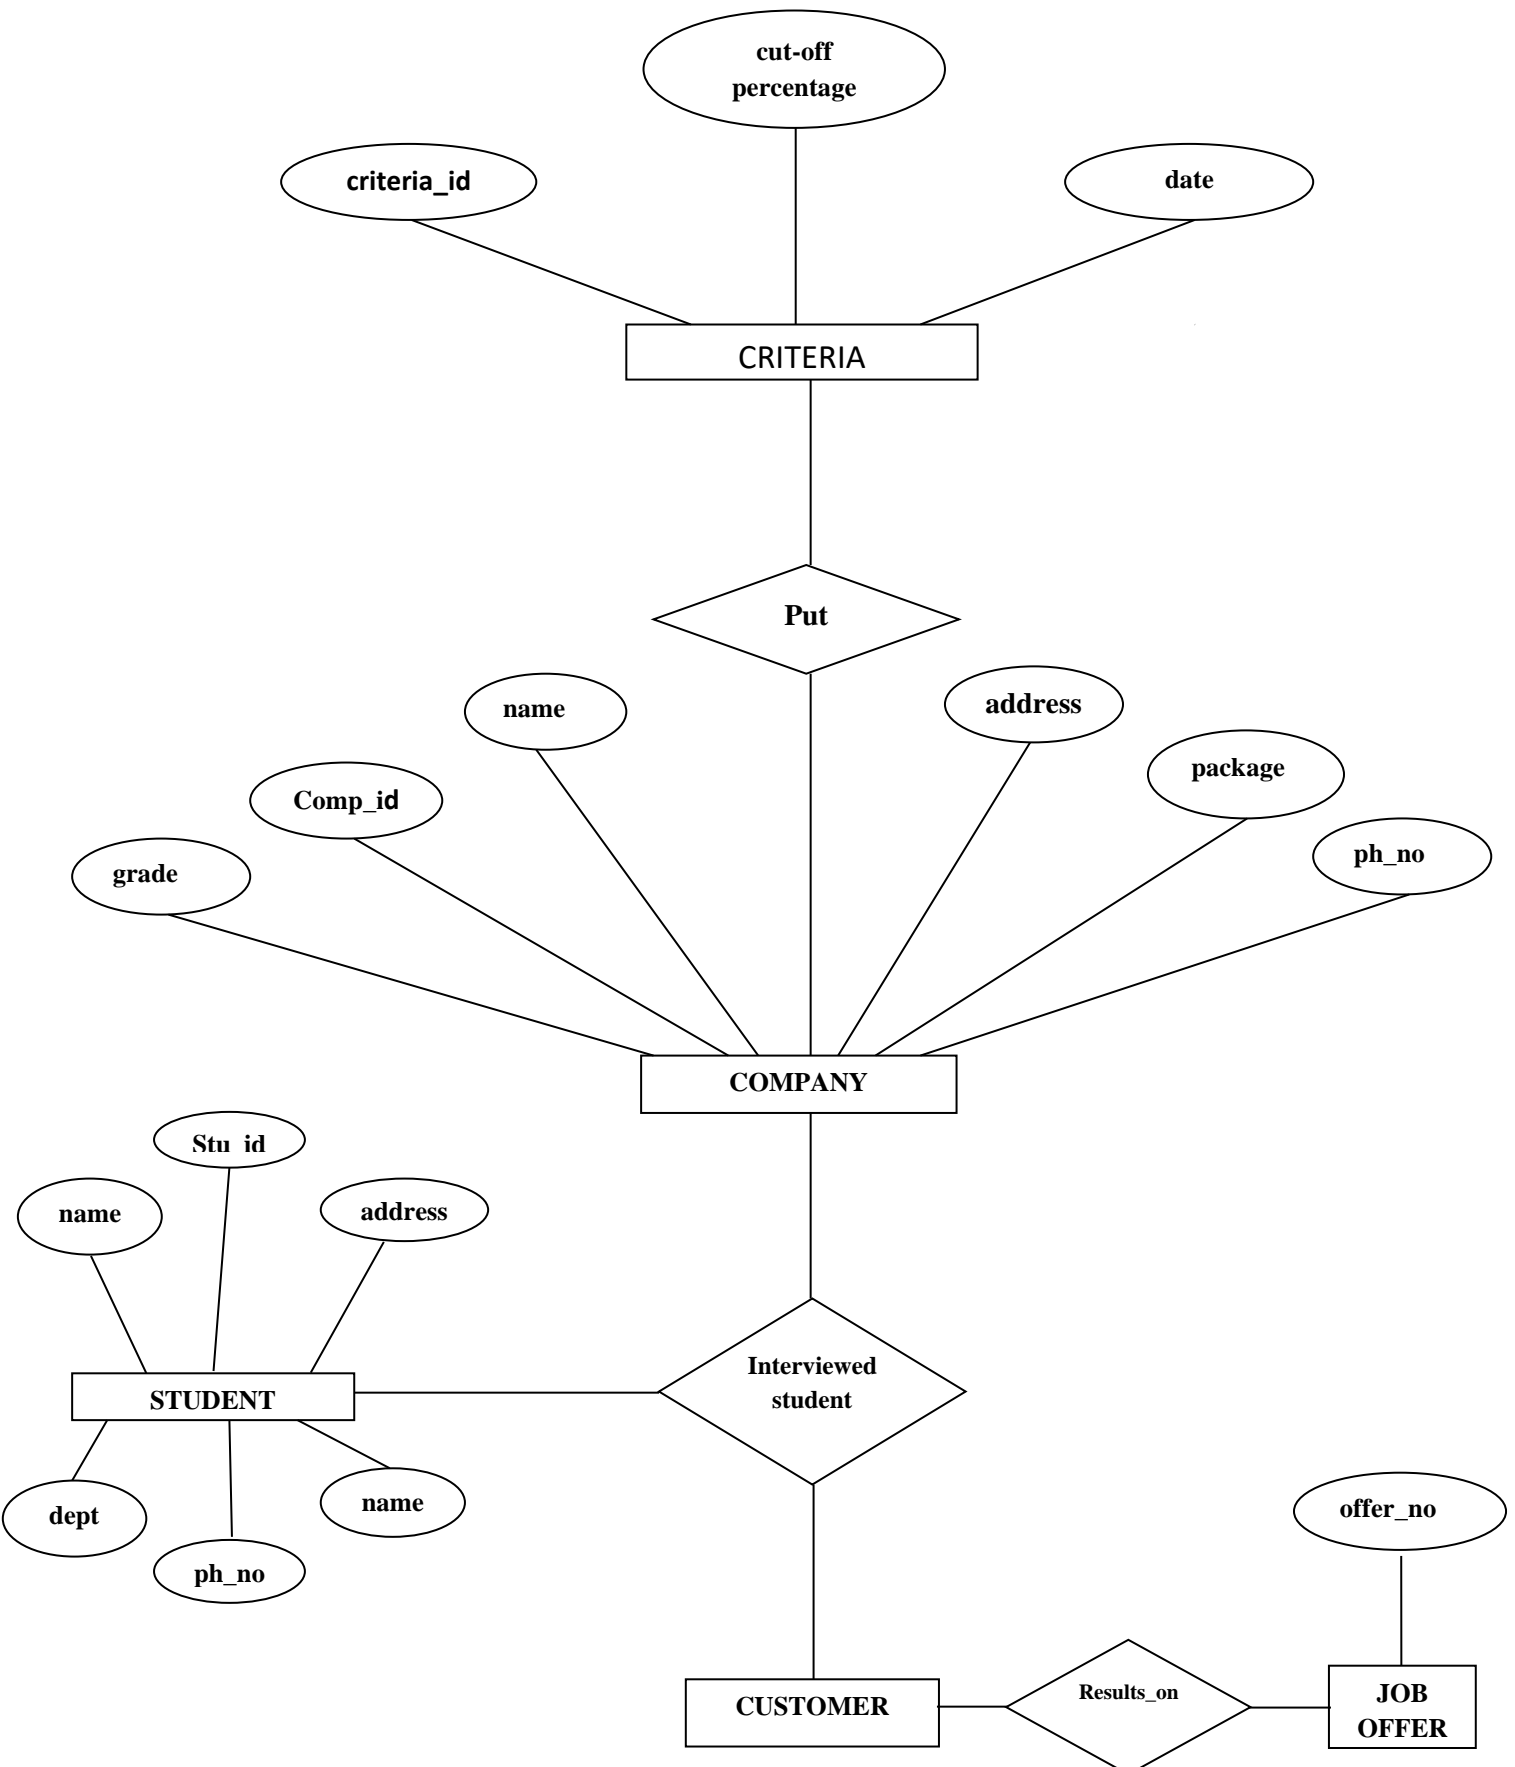 cut-off
percentage
criteria_id
date
CRITERIA
Put
name
address
package
Comp_id
ph_no
grade
COMPANY
Stu_id
name
address
Interviewed
student
STUDENT
name
dept
ph_no
offer_no
CUSTOMER
Results_on
JOB
OFFER